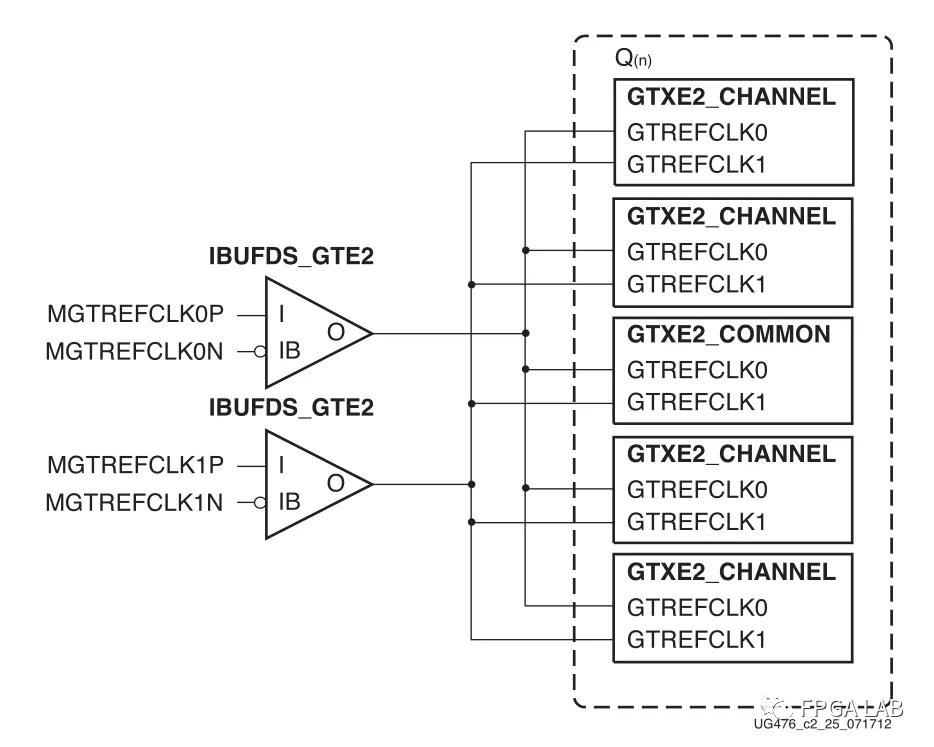 Q(n)
GTXE2_CHANNEL
GTREFCLK0
GTREFCLK1
GTXE2_CHANNEL
GTREFCLK0
GTREFCLK1
IBUFDS_GTE2
MGTREFCLK0P
I
O
MGTREFCLK0N
IB
GTXE2_COMMON
GTREFCLK0
GTREFCLK1
IBUFDS_GTE2
MGTREFCLK1P
I
O
MGTREFCLK1N
IB
GTXE2_CHANNEL
GTREFCLK0
GTREFCLK1
GTXE2_CHANNEL
GTREFCLK0
GTREFCLK1
FPGA LAB
UG476_c2_25_071712